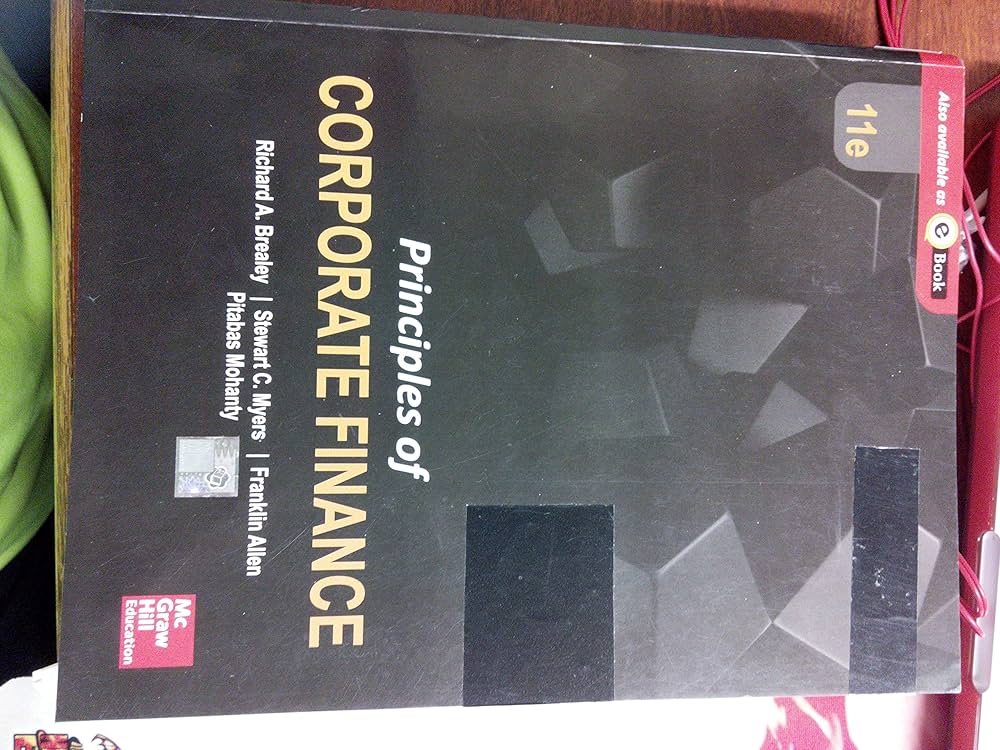 Also available as e Book
11e
Principles of
CORPORATE FINANCE
Richard A. Brealey | Stewart C. Myers | Franklin Allen
Pitabas Mohanty
Mc
Graw
Hill
Education